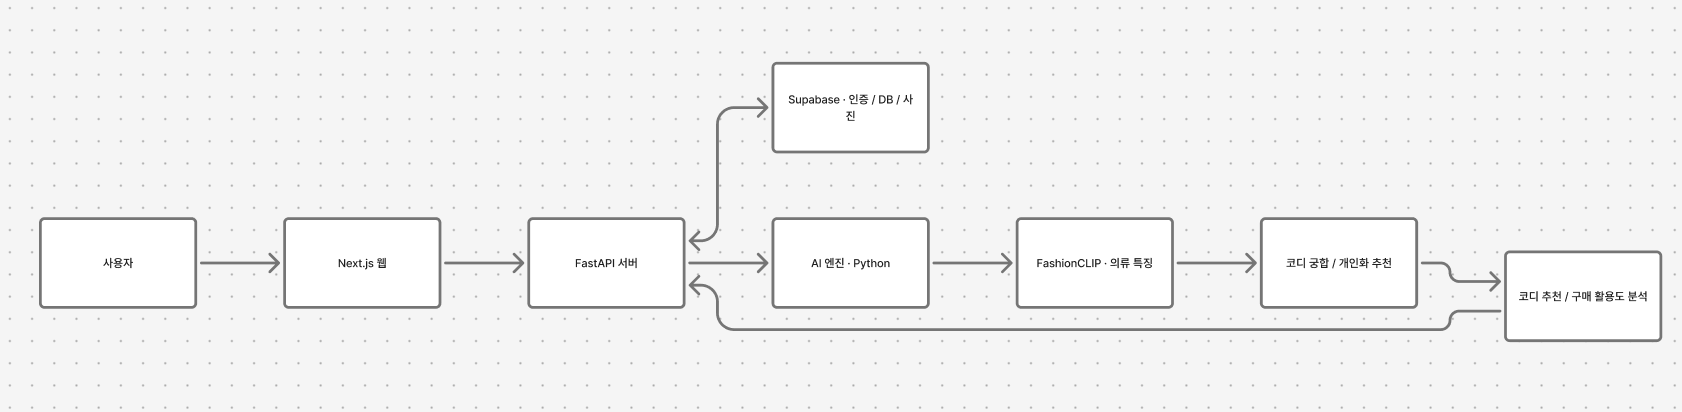 Supabase · 인증 / DB / 사
진
사용자
Next.js 웹
FastAPI 서버
AI 엔진 · Python
FashionCLIP · 의류 특징
코디 궁합 / 개인화 추천
코디 추천 / 구매 활용도 분석